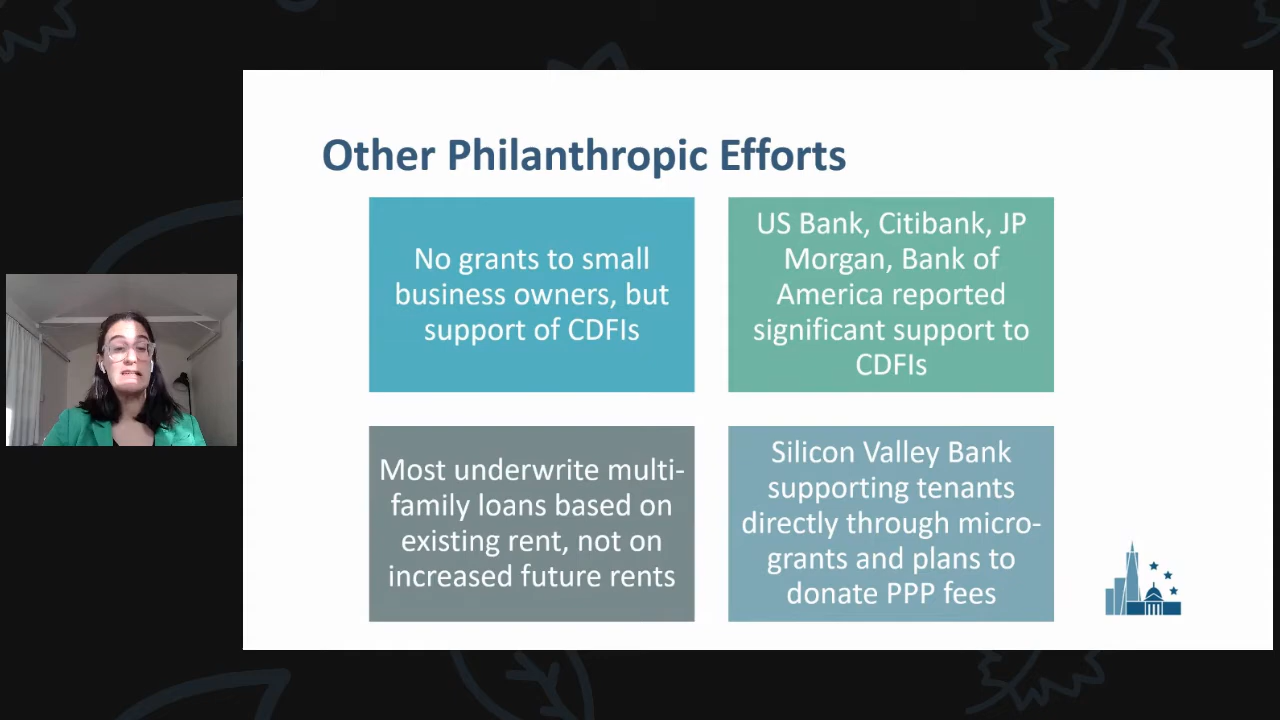 Other Philanthropic Efforts
No grants to small
business owners, but
support of CDFIs
US Bank, Citibank, JP
Morgan, Bank of
America reported
significant support to
CDFIs
Most underwrite multi-
family loans based on
existing rent, not on
increased future rents
Silicon Valley Bank
supporting tenants
directly through micro-
grants and plans to
donate PPP fees